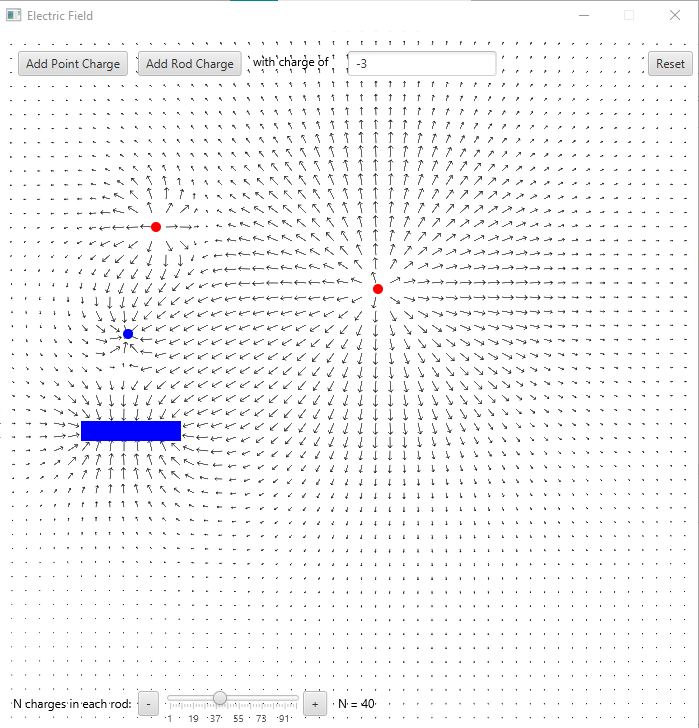 Electric Field
Add Point Charge Add Rod Charge with charge of -3 Reset
N charges in each rod: - + N = 40
1 19 37 55 73 91